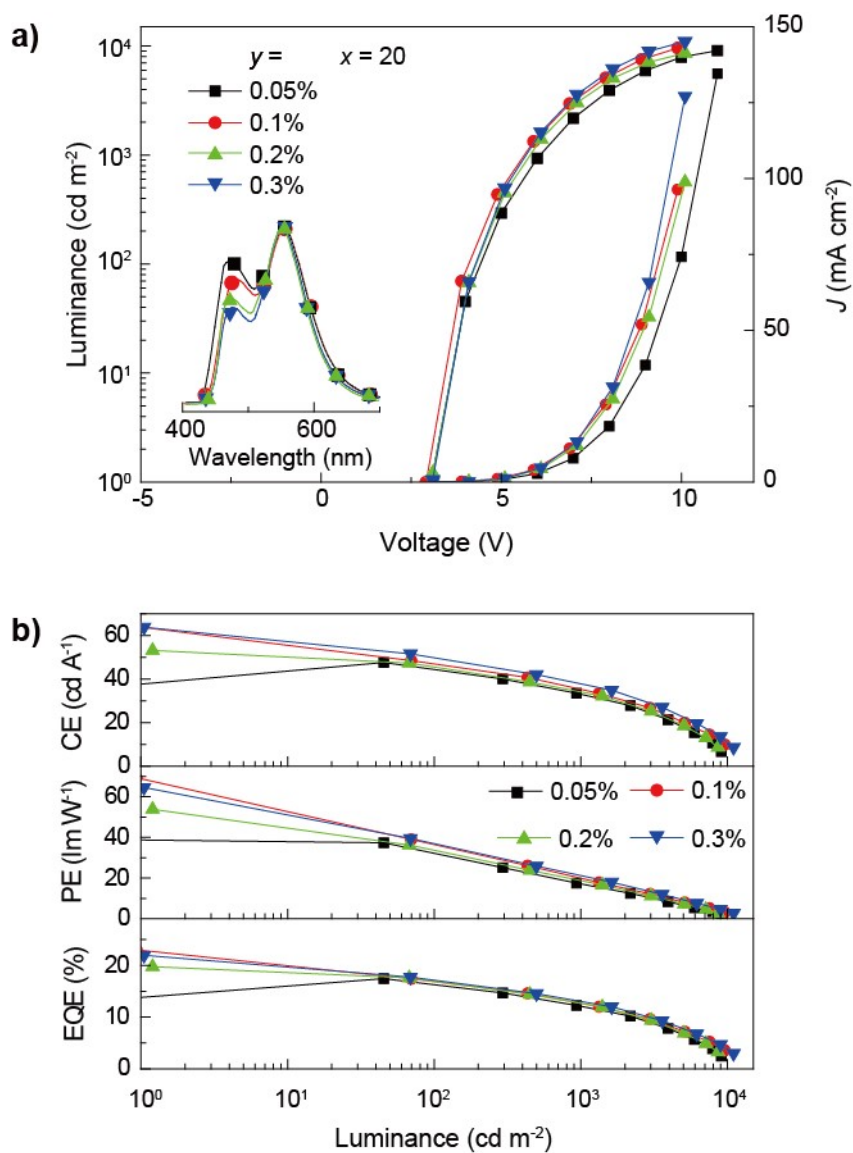 a)
y = x = 20
0.05%
0.1%
0.2%
0.3%
10⁴
10³
10²
10¹
10⁰
Luminance (cd m⁻²)
150
100
50
0
J (mA cm⁻²)
400 600
Wavelength (nm)
-5 0 5 10
Voltage (V)
b)
60
40
20
0
CE (cd A⁻¹)
60
40
20
0
PE (lm W⁻¹)
0.05% 0.1%
0.2% 0.3%
20
10
0
EQE (%)
10⁰ 10¹ 10² 10³ 10⁴
Luminance (cd m⁻²)